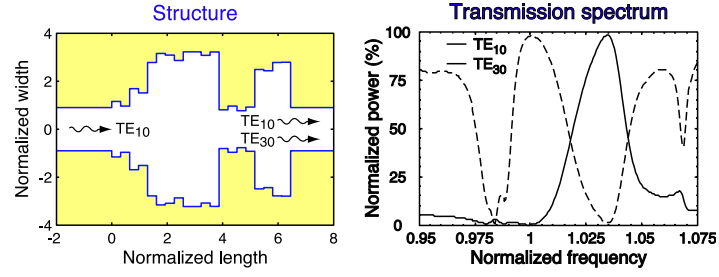 Structure
Normalized width
4
2
0
-2
-4
TE10
TE10
TE30
-2 0 2 4 6 8
Normalized length
Transmission spectrum
Normalized power (%)
100
75
50
25
0
TE10
TE30
0.95 0.975 1 1.025 1.05 1.075
Normalized frequency